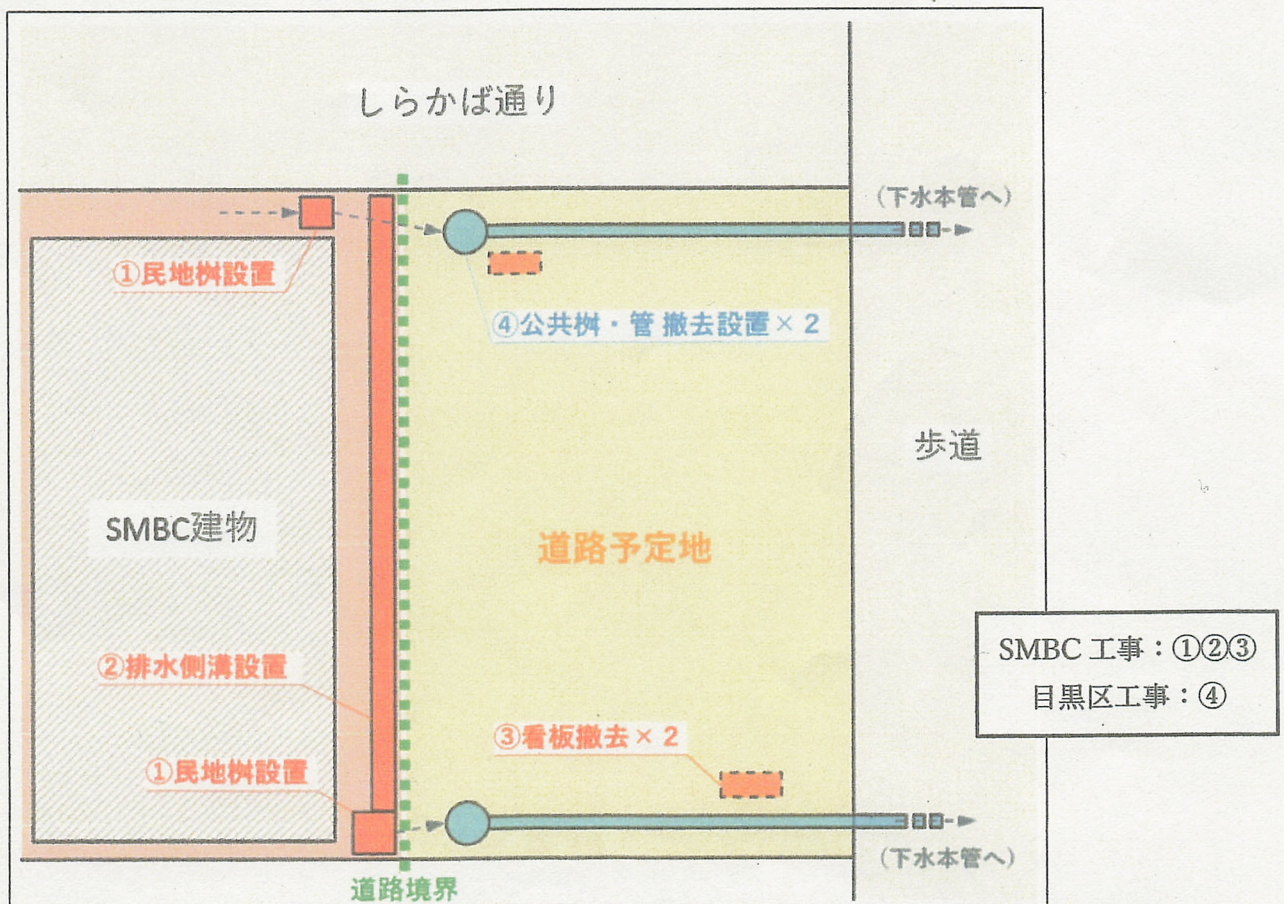 しらかば通り
(下水本管へ)
①民地桝設置
④公共桝・管 撤去設置×2
歩道
SMBC建物
道路予定地
SMBC 工事：①②③
目黒区工事：④
②排水側溝設置
③看板撤去×2
①民地桝設置
(下水本管へ)
道路境界